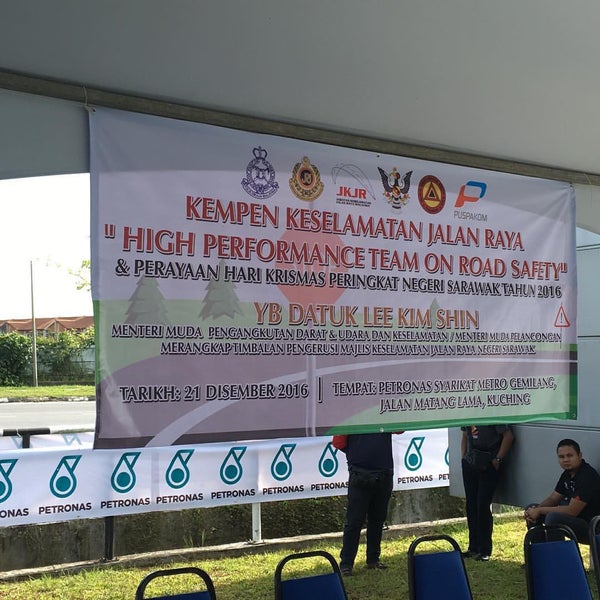 JKJR
PUSPAKOM
KEMPEN KESELAMATAN JALAN RAYA
" HIGH PERFORMANCE TEAM ON ROAD SAFETY"
& PERAYAAN HARI KRISMAS PERINGKAT NEGERI SARAWAK TAHUN 2016
YB DATUK LEE KIM SHIN
MENTERI MUDA PENGANGKUTAN DARAT & UDARA DAN KESELAMATAN / MENTERI MUDA PELANCONGAN
MERANGKAP TIMBALAN PENGERUSI MAJLIS KESELAMATAN JALAN RAYA NEGERI SARAWAK
TARIKH: 21 DISEMBER 2016 | TEMPAT: PETRONAS SYARIKAT METRO GEMILANG,
JALAN MATANG LAMA, KUCHING
PETRONAS PETRONAS PETRONAS PETRONAS PETRONAS PETRONAS PETRONAS PETRONAS